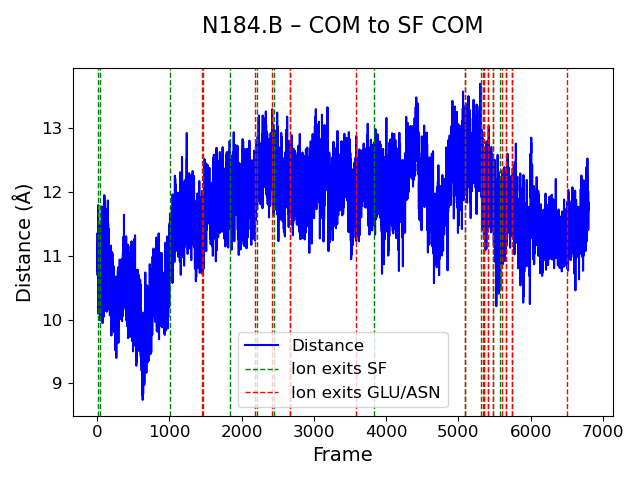 N184.B – COM to SF COM
Distance (Å)
13
12
11
10
9
Distance
Ion exits SF
Ion exits GLU/ASN
0 1000 2000 3000 4000 5000 6000 7000
Frame